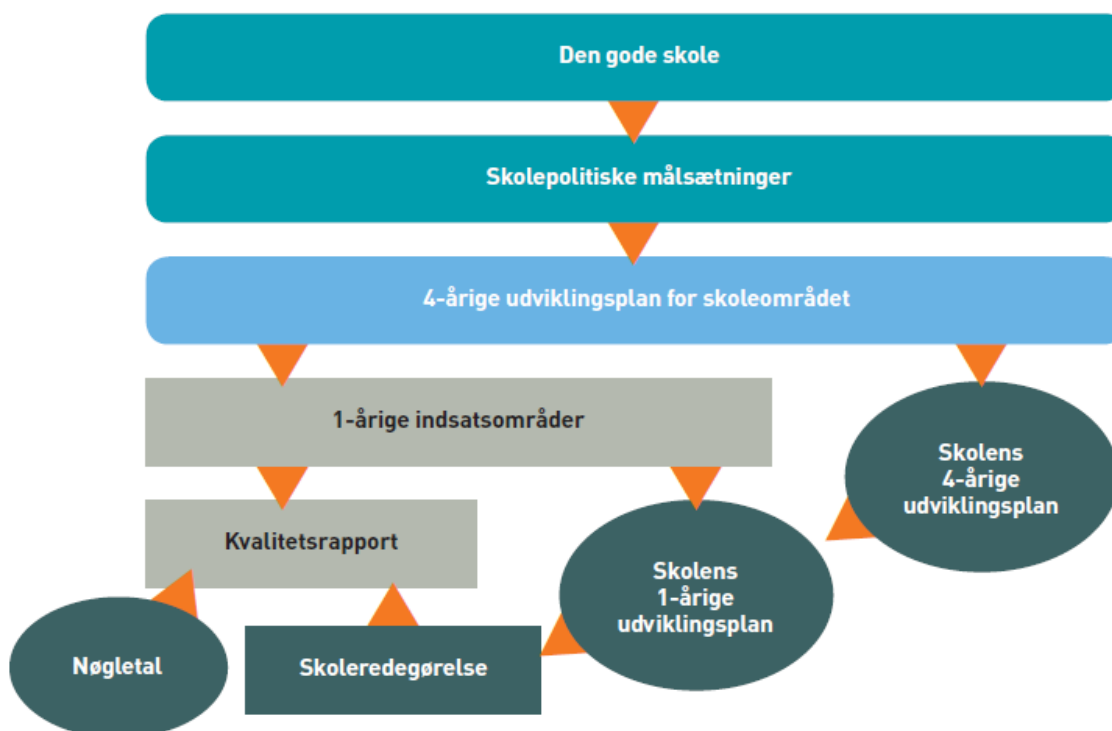 Den gode skole
Skolepolitiske målsætninger
4-årige udviklingsplan for skoleområdet
1-årige indsatsområder
Skolens
4-årige
udviklingsplan
Kvalitetsrapport
Skolens
1-årige
udviklingsplan
Nøgletal
Skoleredegørelse